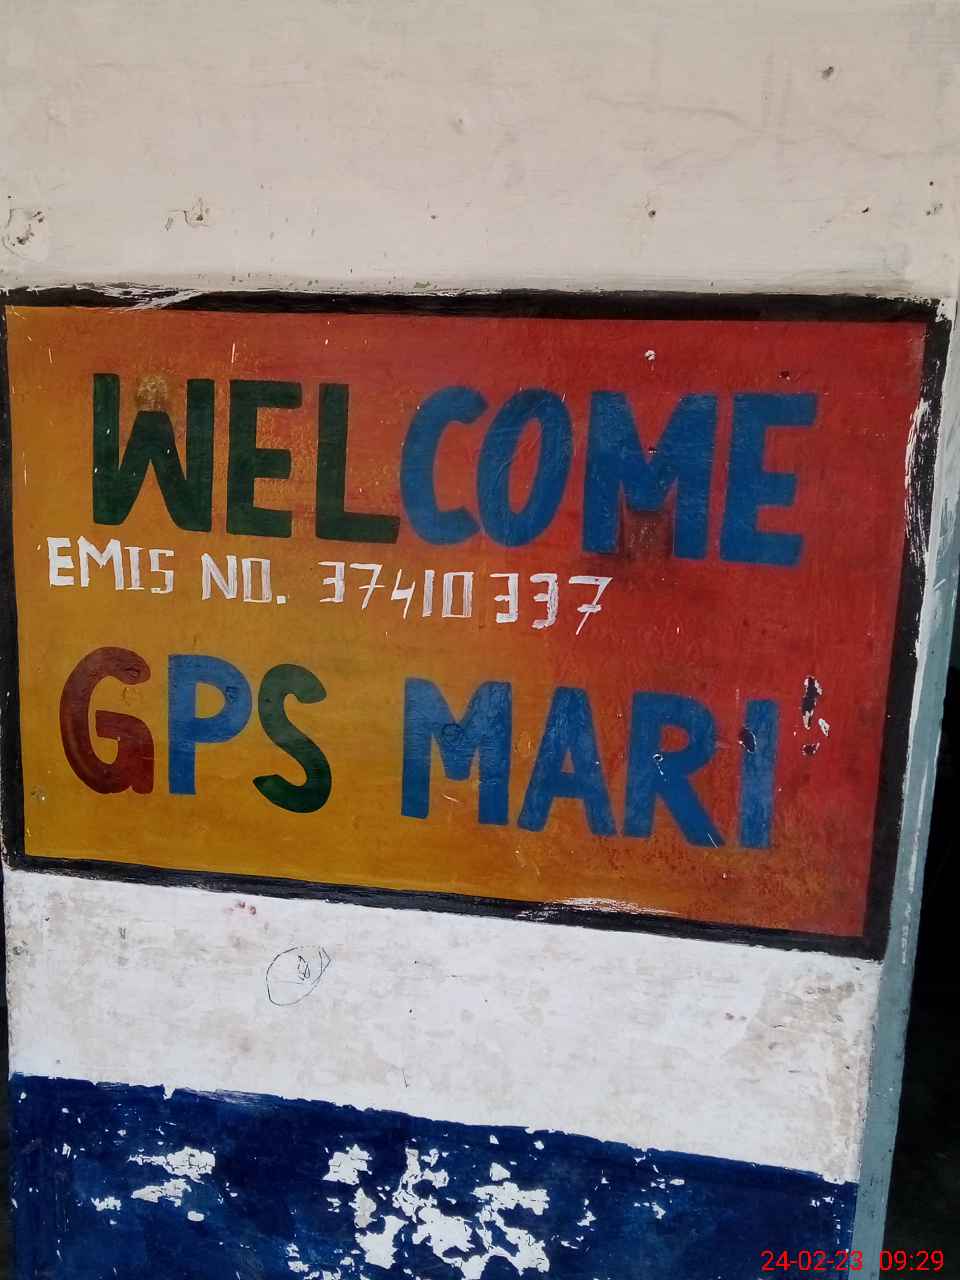 WELCOME
EMIS NO. 37410337
GPS MARI
24-02-23 09:29